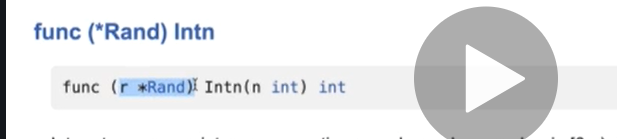 func (*Rand) Intn
func (r *Rand) Intn(n int) int